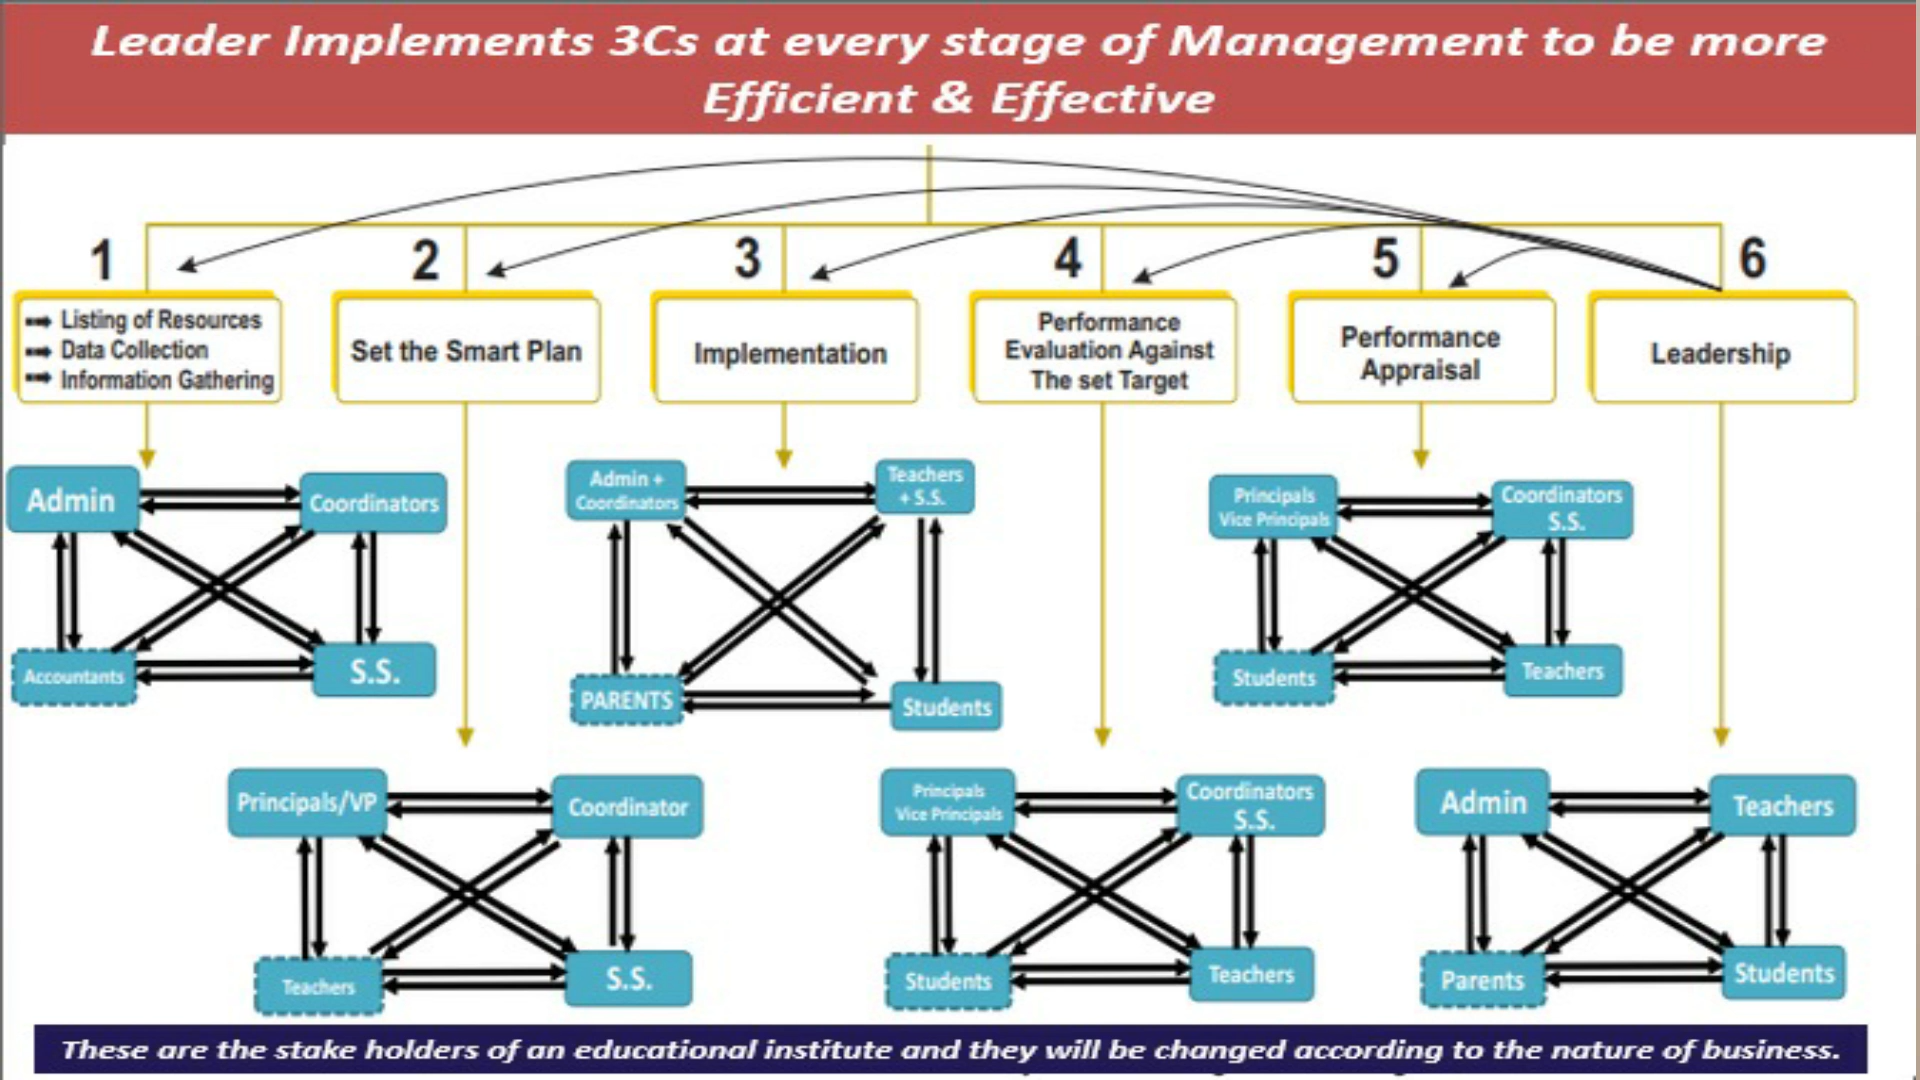 Leader Implements 3Cs at every stage of Management to be more
Efficient & Effective
1
2
3
4
5
6
Listing of Resources
Data Collection
Information Gathering
Set the Smart Plan
Implementation
Performance
Evaluation Against
The set Target
Performance
Appraisal
Leadership
Admin
Coordinators
Accountants
S.S.
Admin +
Coordinators
Teachers
+ S.S.
PARENTS
Students
Principals
Vice Principals
Coordinators
S.S.
Students
Teachers
Principals/VP
Coordinator
Teachers
S.S.
Principals
Vice Principals
Coordinators
S.S.
Students
Teachers
Admin
Teachers
Parents
Students
These are the stake holders of an educational institute and they will be changed according to the nature of business.